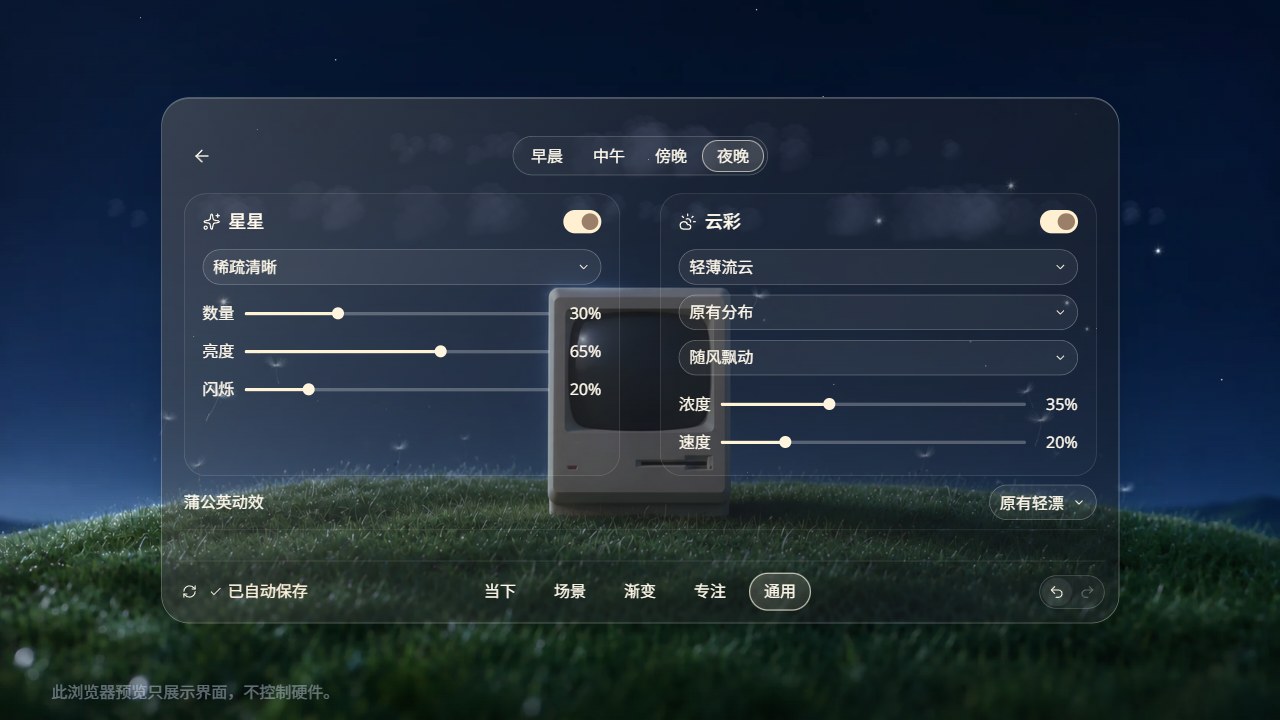 早晨 中午 傍晚 夜晚
星星
稀疏清晰
数量 30%
亮度 65%
闪烁 20%
云彩
轻薄流云
原有分布
随风飘动
浓度 35%
速度 20%
蒲公英动效 原有轻漂
已自动保存 当下 场景 渐变 专注 通用
此浏览器预览只展示界面，不控制硬件。